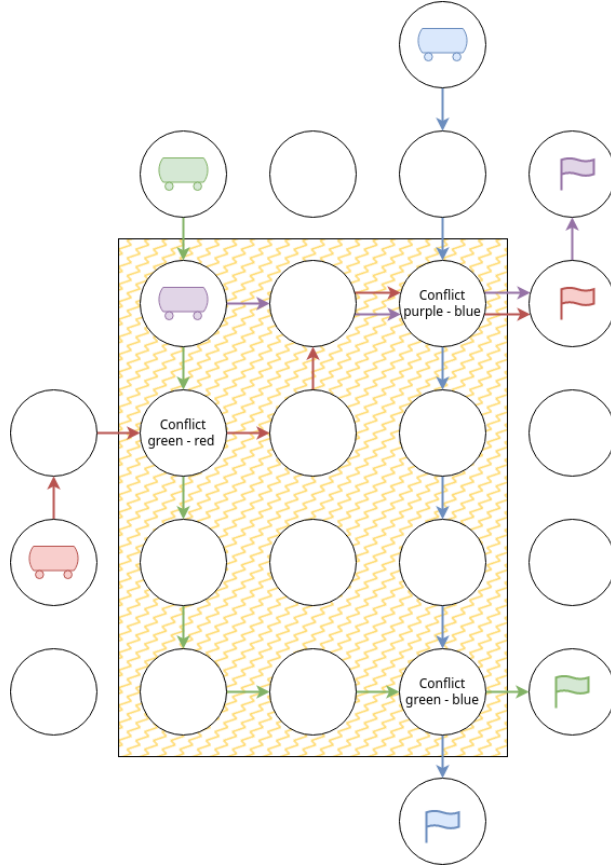 Conflict
purple - blue
Conflict
green - red
Conflict
green - blue